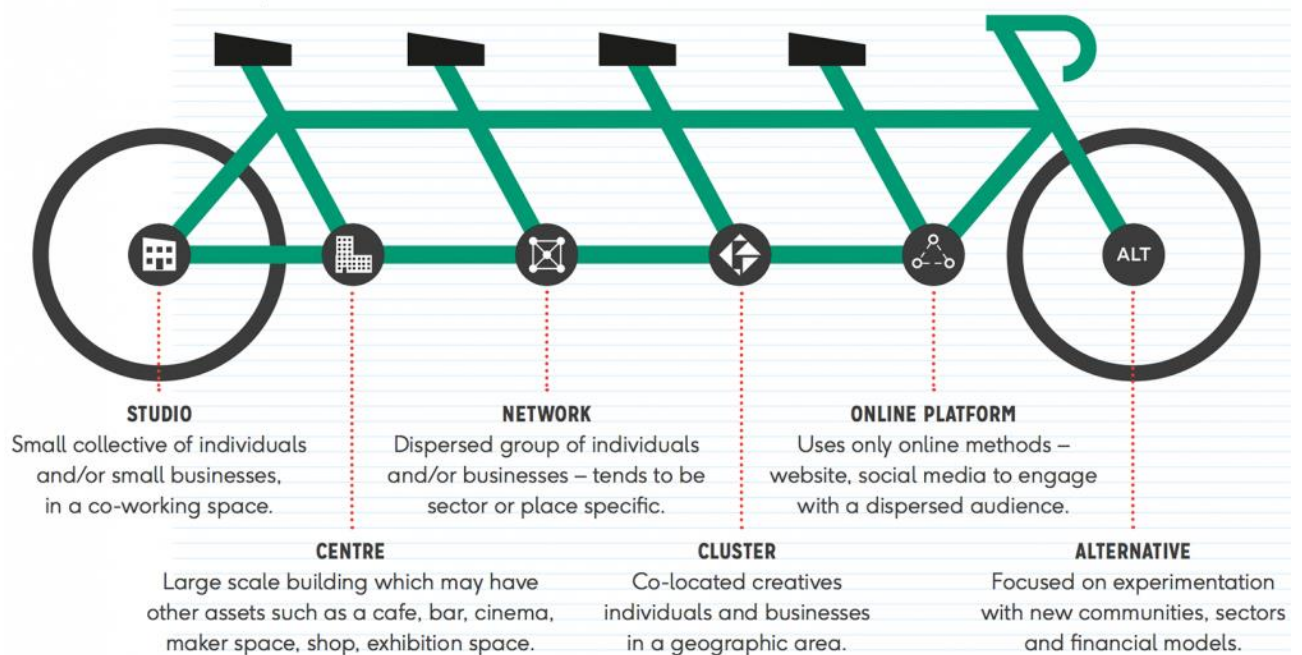 ALT
STUDIO
Small collective of individuals
and/or small businesses,
in a co-working space.
NETWORK
Dispersed group of individuals
and/or businesses – tends to be
sector or place specific.
ONLINE PLATFORM
Uses only online methods –
website, social media to engage
with a dispersed audience.
CENTRE
Large scale building which may have
other assets such as a cafe, bar, cinema,
maker space, shop, exhibition space.
CLUSTER
Co-located creatives
individuals and businesses
in a geographic area.
ALTERNATIVE
Focused on experimentation
with new communities, sectors
and financial models.